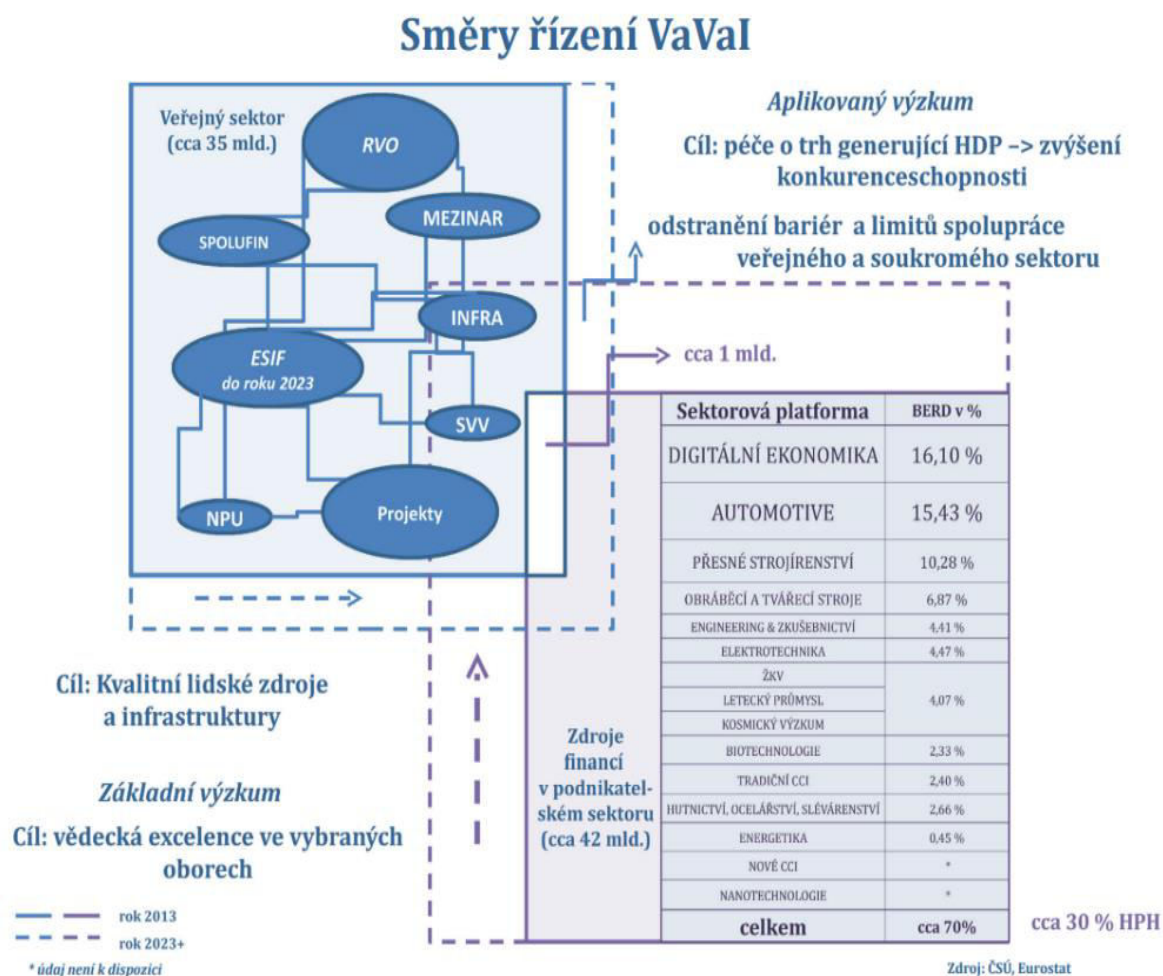 Směry řízení VaVaI
Veřejný sektor
(cca 35 mld.)
RVO
MEZINAR
SPOLUFIN
INFRA
ESIF
do roku 2023
SVV
NPU
Projekty
Aplikovaný výzkum
Cíl: péče o trh generující HDP –> zvýšení
konkurenceschopnosti
odstranění bariér a limitů spolupráce
veřejného a soukromého sektoru
cca 1 mld.
Sektorová platforma BERD v %
DIGITÁLNÍ EKONOMIKA 16,10 %
AUTOMOTIVE 15,43 %
PŘESNÉ STROJÍRENSTVÍ 10,28 %
OBRÁBĚCÍ A TVÁŘECÍ STROJE 6,87 %
ENGINEERING & ZKUŠEBNICTVÍ 4,41 %
ELEKTROTECHNIKA 4,47 %
ŽKV
LETECKÝ PRŮMYSL 4,07 %
KOSMICKÝ VÝZKUM
BIOTECHNOLOGIE 2,33 %
TRADIČNÍ CCI 2,40 %
HUTNICTVÍ, OCELÁŘSTVÍ, SLÉVÁRENSTVÍ 2,66 %
ENERGETIKA 0,45 %
NOVÉ CCI *
NANOTECHNOLOGIE *
celkem cca 70%
cca 30 % HPH
Zdroje
financí
v podnikatel-
ském sektoru
(cca 42 mld.)
Cíl: Kvalitní lidské zdroje
a infrastruktury
Základní výzkum
Cíl: vědecká excelence ve vybraných
oborech
rok 2013
rok 2023+
* údaj není k dispozici
Zdroj: ČSÚ, Eurostat